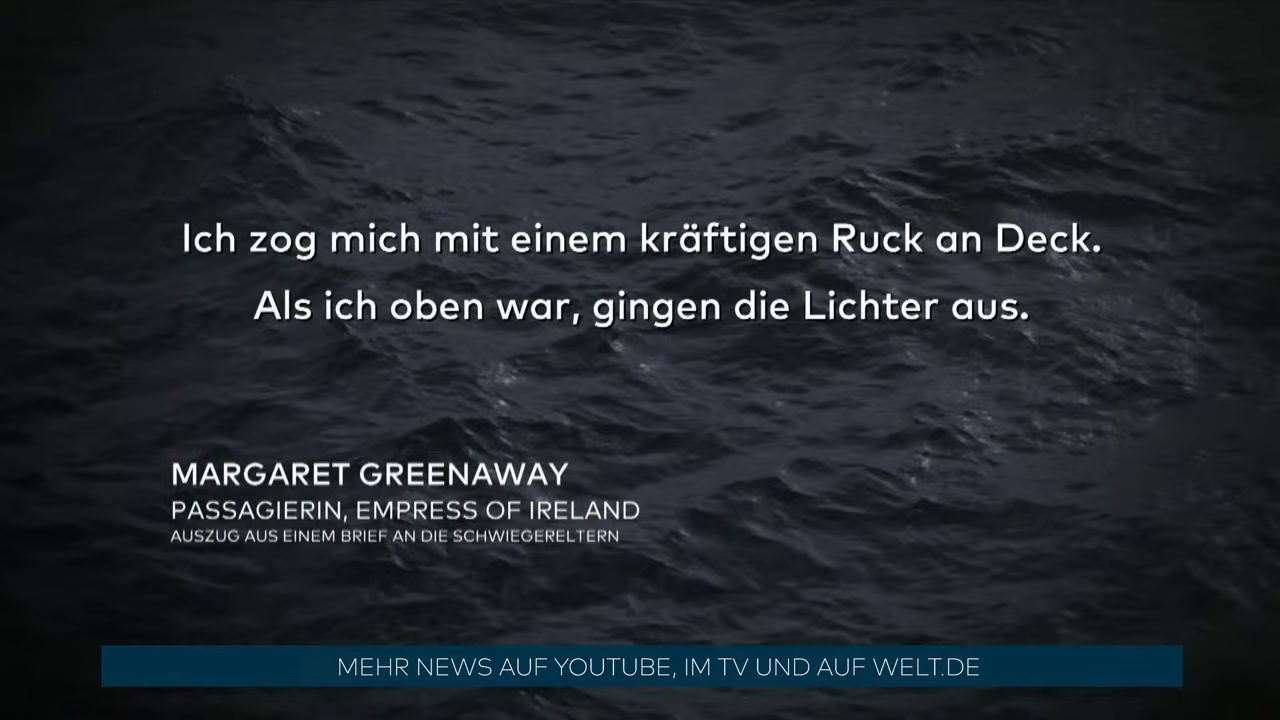 Ich zog mich mit einem kräftigen Ruck an Deck.
Als ich oben war, gingen die Lichter aus.
MARGARET GREENAWAY
PASSAGIERIN, EMPRESS OF IRELAND
AUSZUG AUS EINEM BRIEF AN DIE SCHWIEGERELTERN
MEHR NEWS AUF YOUTUBE, IM TV UND AUF WELT.DE